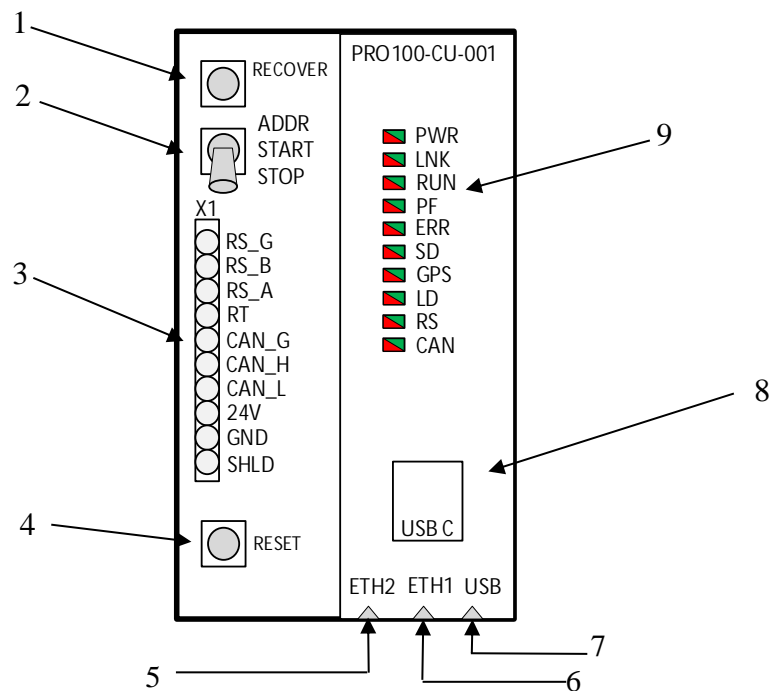 1
RECOVER
2
ADDR
START
STOP
X1
3
RS_G
RS_B
RS_A
RT
CAN_G
CAN_H
CAN_L
24V
GND
SHLD
4
RESET
PRO100-CU-001
PWR
LNK
RUN
PF
ERR
SD
GPS
LD
RS
CAN
9
8
USB C
ETH2 ETH1 USB
5
6
7